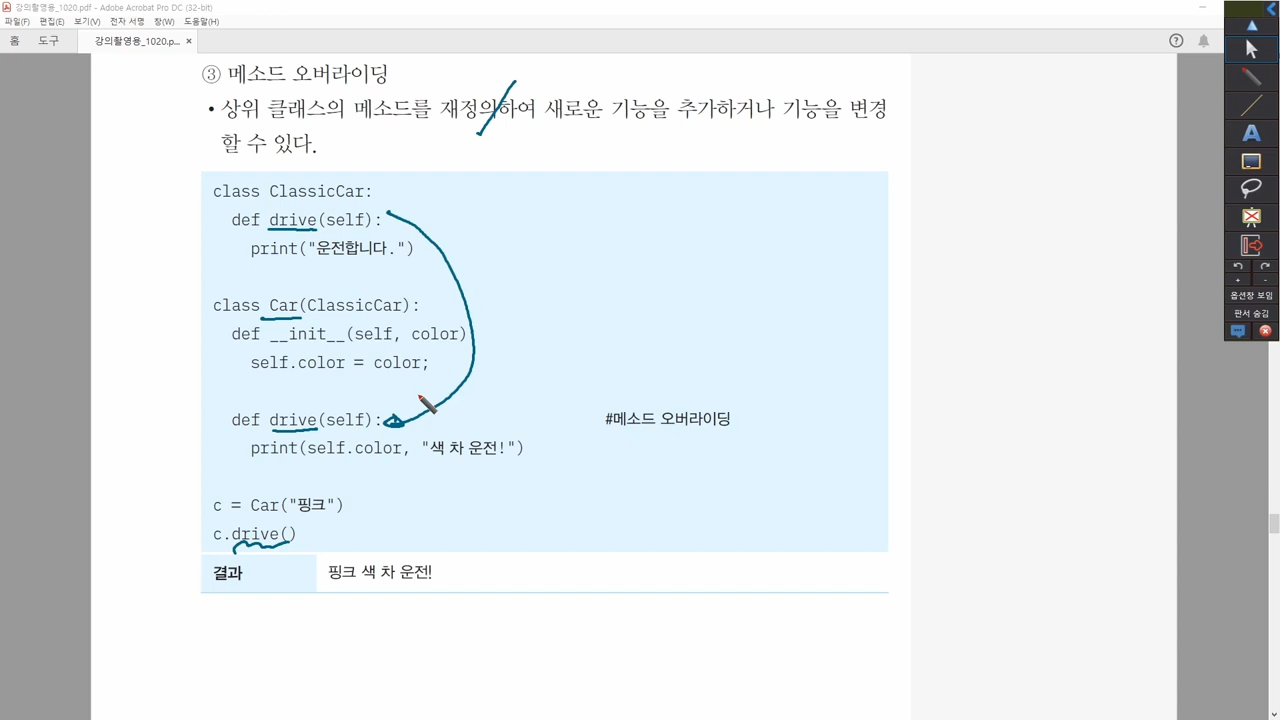 강의촬영용_1020.pdf - Adobe Acrobat Pro DC (32-bit)
파일(F) 편집(E) 보기(V) 전자 서명 창(W) 도움말(H)
홈 도구 강의촬영용_1020.p... ×
③ 메소드 오버라이딩
• 상위 클래스의 메소드를 재정의하여 새로운 기능을 추가하거나 기능을 변경
할 수 있다.
class ClassicCar:
def drive(self):
print("운전합니다.")
class Car(ClassicCar):
def __init__(self, color)
self.color = color;
def drive(self): #메소드 오버라이딩
print(self.color, "색 차 운전!")
c = Car("핑크")
c.drive()
결과 핑크 색 차 운전!
옵션장 보임
판서 숨김